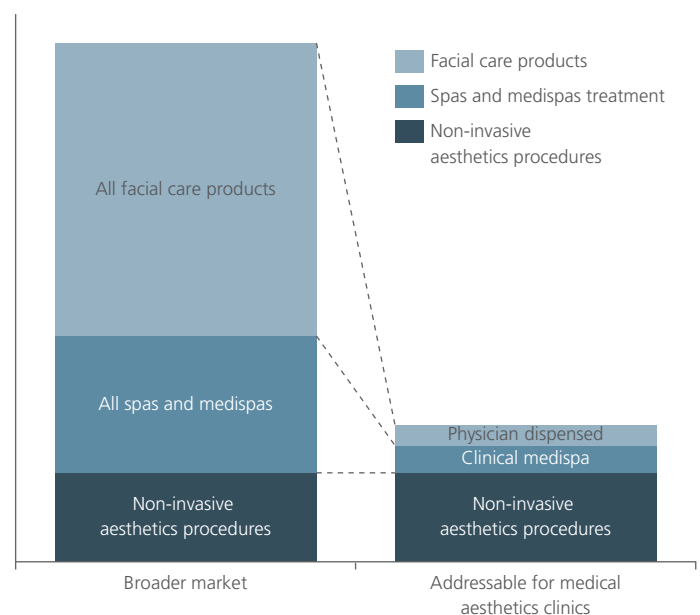 Facial care products
Spas and medispas treatment
Non-invasive
aesthetics procedures
All facial care products
All spas and medispas
Non-invasive
aesthetics procedures
Physician dispensed
Clinical medispa
Non-invasive
aesthetics procedures
Broader market
Addressable for medical
aesthetics clinics